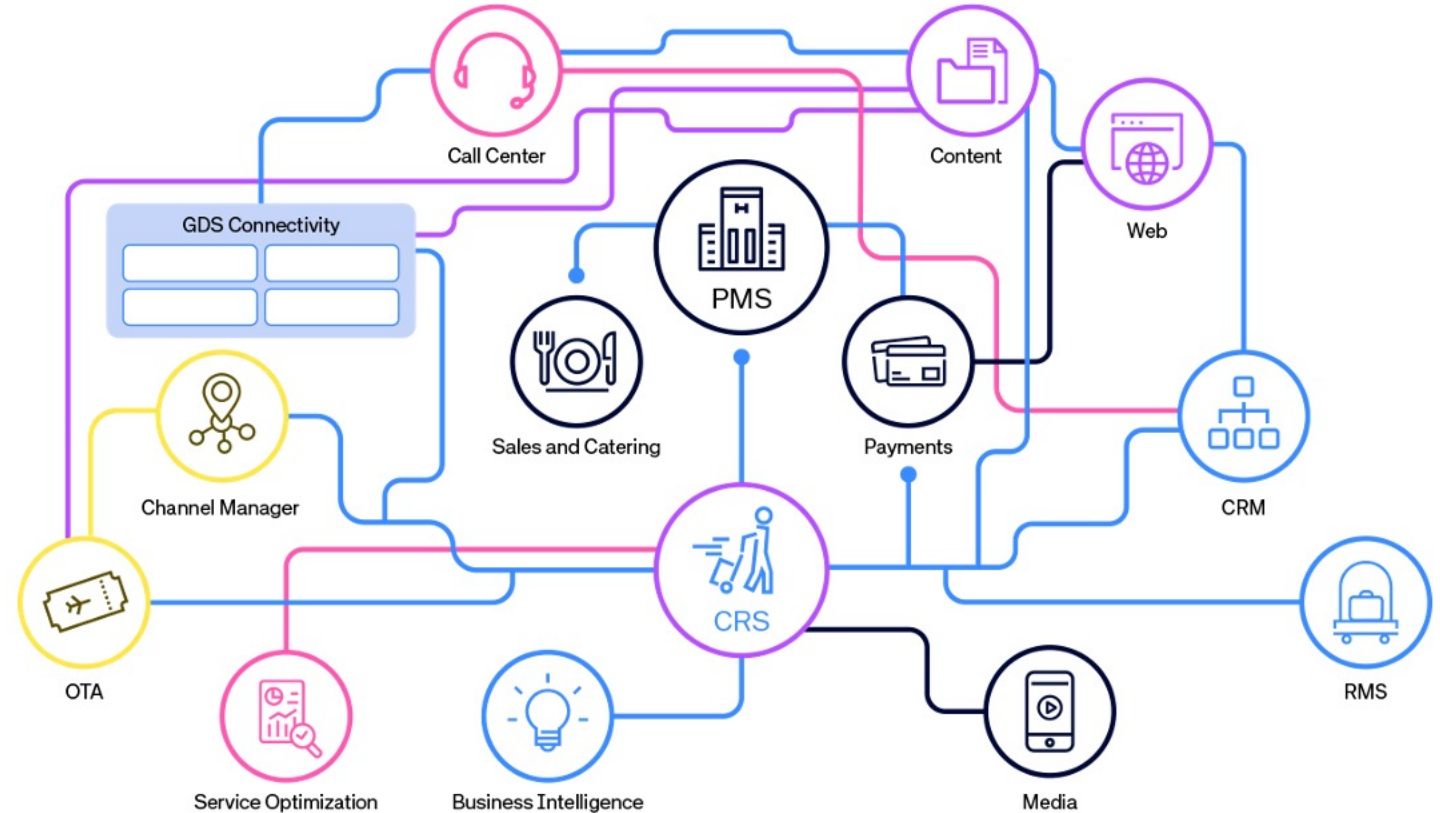 Call Center
Content
GDS Connectivity
Web
PMS
Sales and Catering
Payments
Channel Manager
CRM
CRS
OTA
RMS
Service Optimization
Business Intelligence
Media